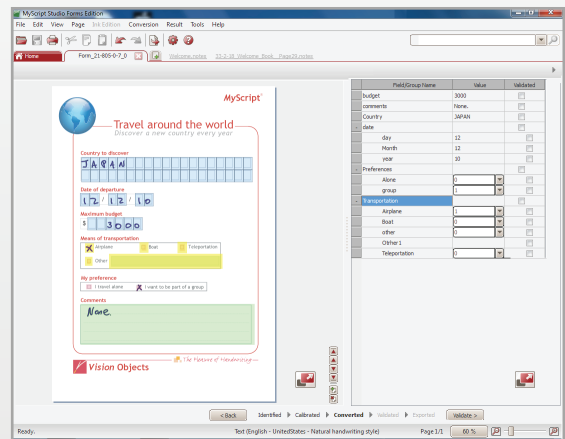 MyScript Studio Forms Edition
File Edit View Page Ink Edition Conversion Result Tools Help
Home Form_21-805-0-7_0 Welcome.notes 33-2-18_Welcome_Book__Page29.notes
MyScript
Travel around the world
Discover a new country every year
Country to discover
JAPAN
Date of departure
12 / 12 / 10
Maximum budget
$ 3000
Means of transportation
X Airplane Boat Teleportation
Other
My preference
I travel alone X I want to be part of a group
Comments
None.
Vision Objects
The Pleasure of Handwriting
Field/Group Name Value Validated
budget 3000
comments None.
Country JAPAN
date
day 12
Month 12
year 10
Preferences
Alone 0
group 1
Transportation
Airplane 1
Boat 0
other 0
Otrher1
Teleportation 0
< Back Identified Calibrated Converted Validated Exported Validate >
Ready. Text (English - UnitedStates - Natural handwriting style) Page 1/1 60 %